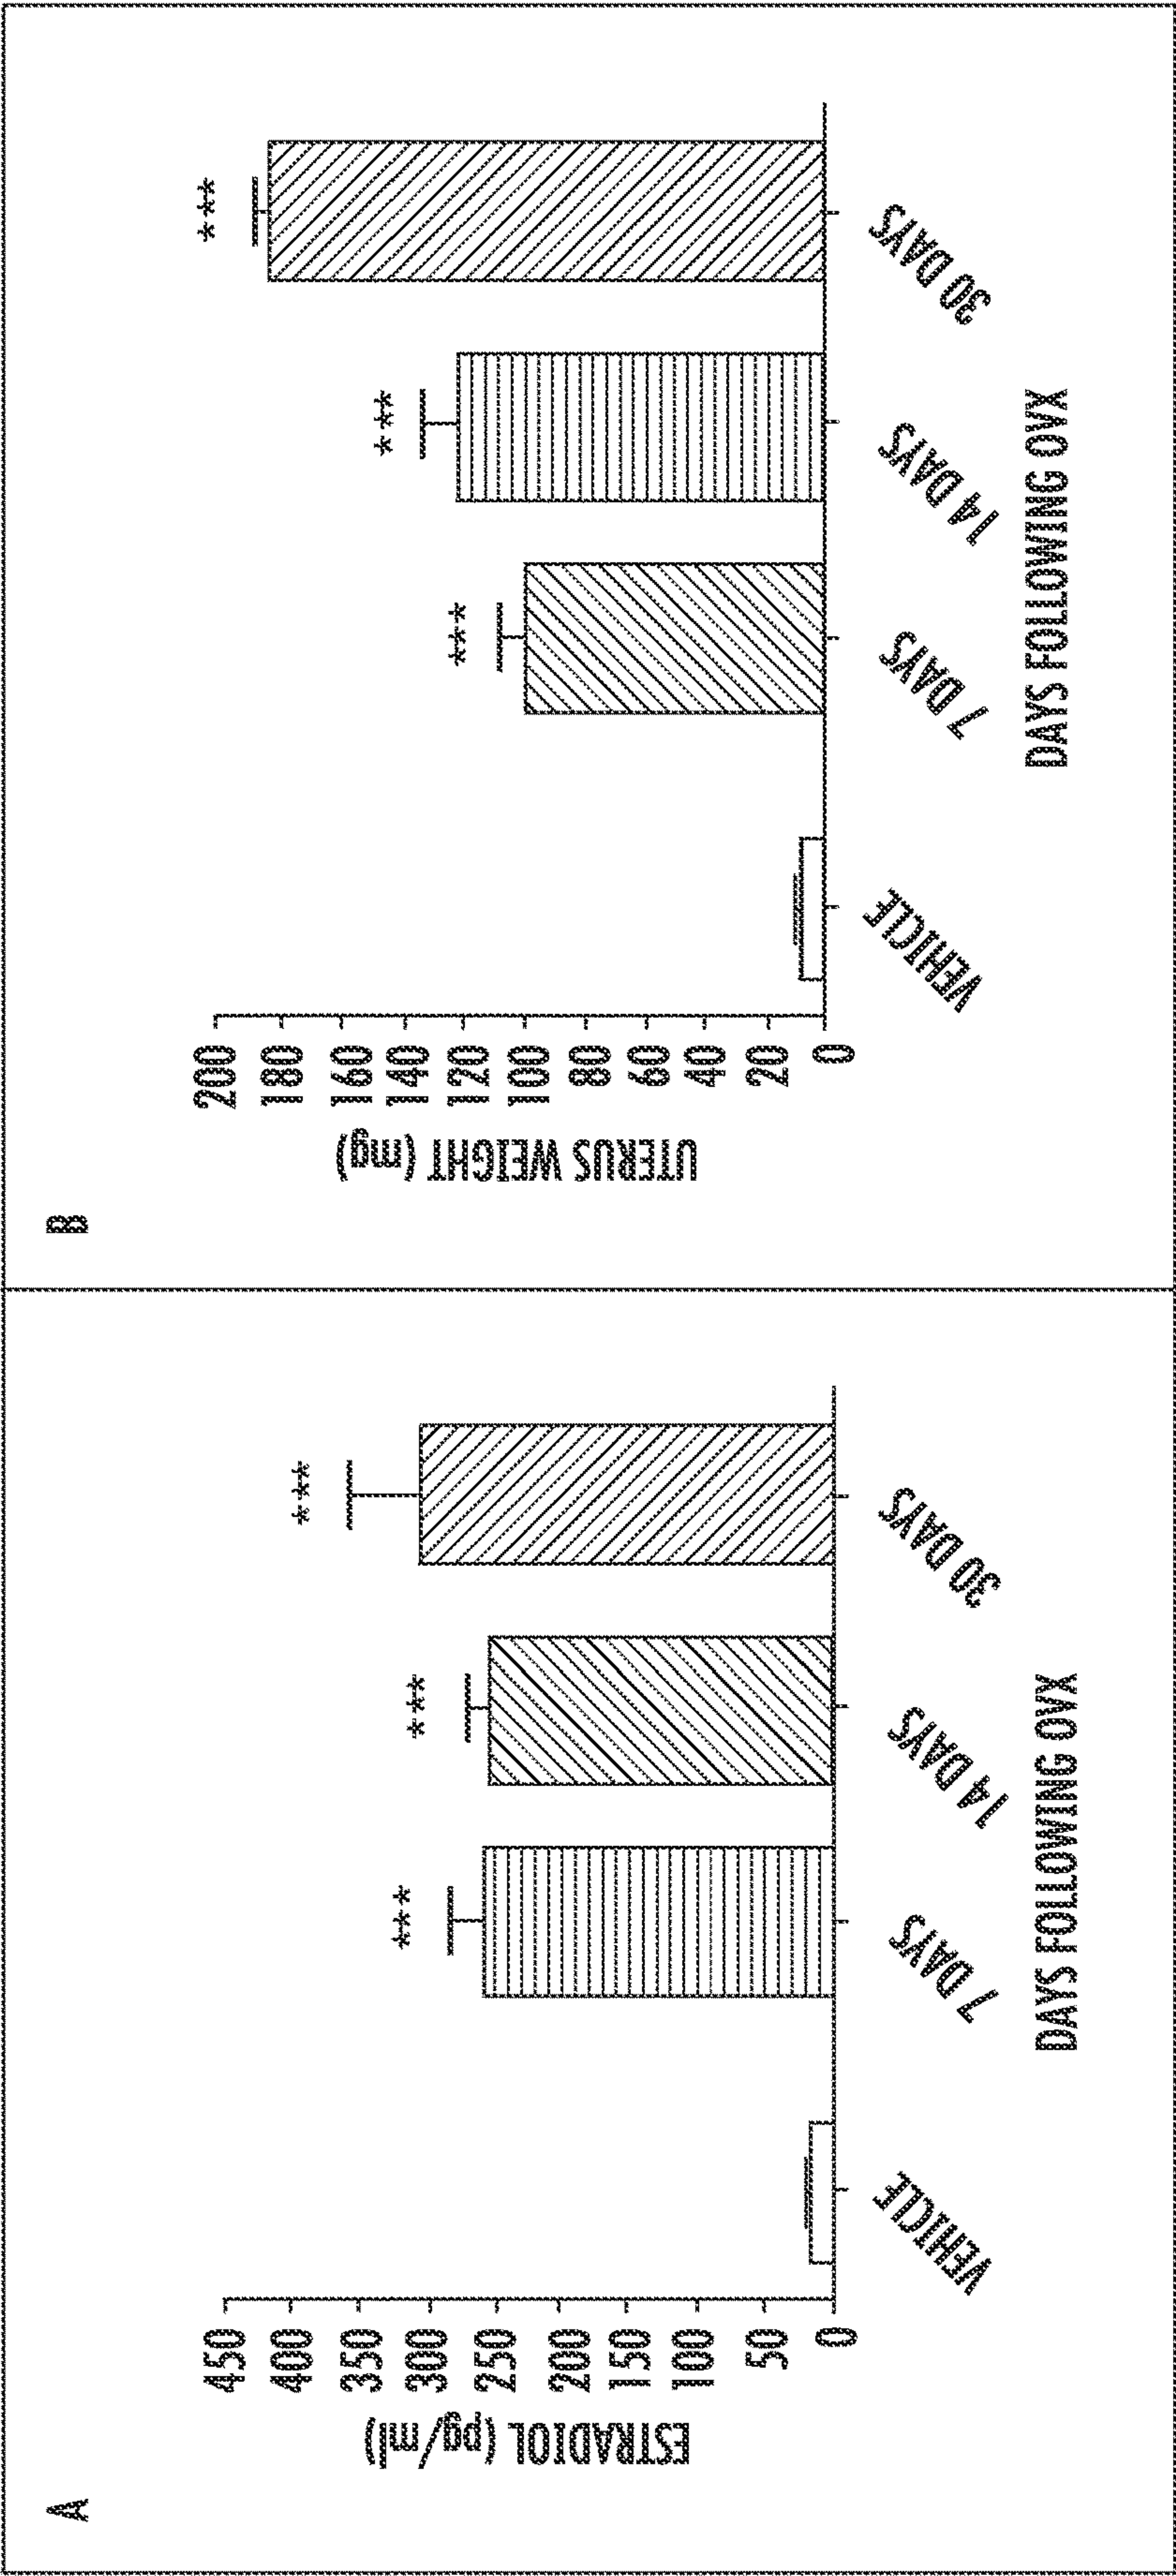 A
ESTRADIOL (pg/ml)
450
400
350
300
250
200
150
100
50
0
***
***
***
VEHICLE
7 DAYS
14 DAYS
30 DAYS
DAYS FOLLOWING OVX
B
UTERUS WEIGHT (mg)
200
180
160
140
120
100
80
60
40
20
0
***
***
***
VEHICLE
7 DAYS
14 DAYS
30 DAYS
DAYS FOLLOWING OVX